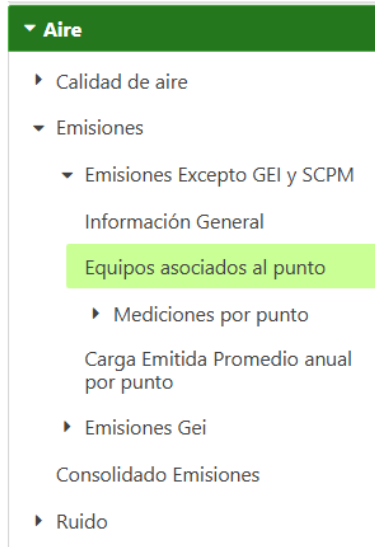 Aire
Calidad de aire
Emisiones
Emisiones Excepto GEI y SCPM
Información General
Equipos asociados al punto
Mediciones por punto
Carga Emitida Promedio anual
por punto
Emisiones Gei
Consolidado Emisiones
Ruido